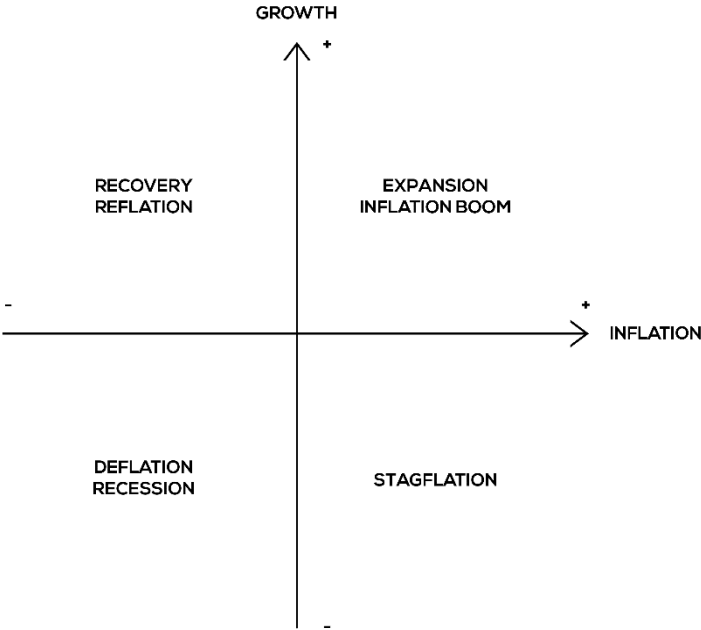 GROWTH
+
RECOVERY
REFLATION
EXPANSION
INFLATION BOOM
-
+
INFLATION
DEFLATION
RECESSION
STAGFLATION
-